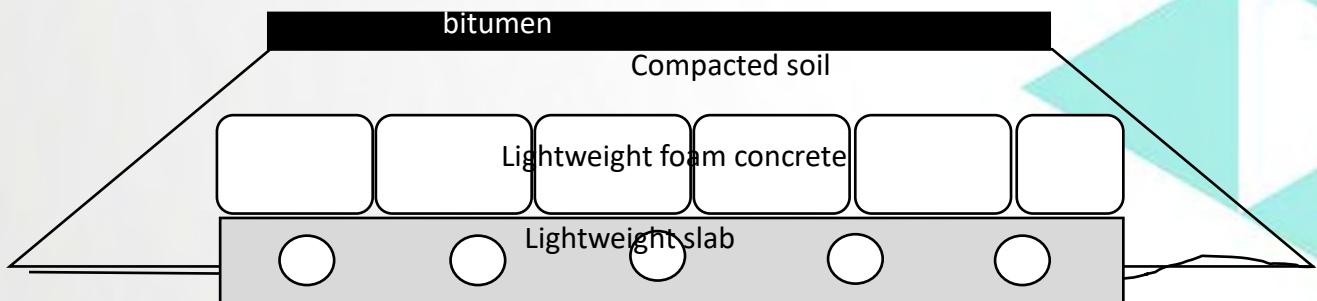 bitumen
Compacted soil
Lightweight foam concrete
Lightweight slab